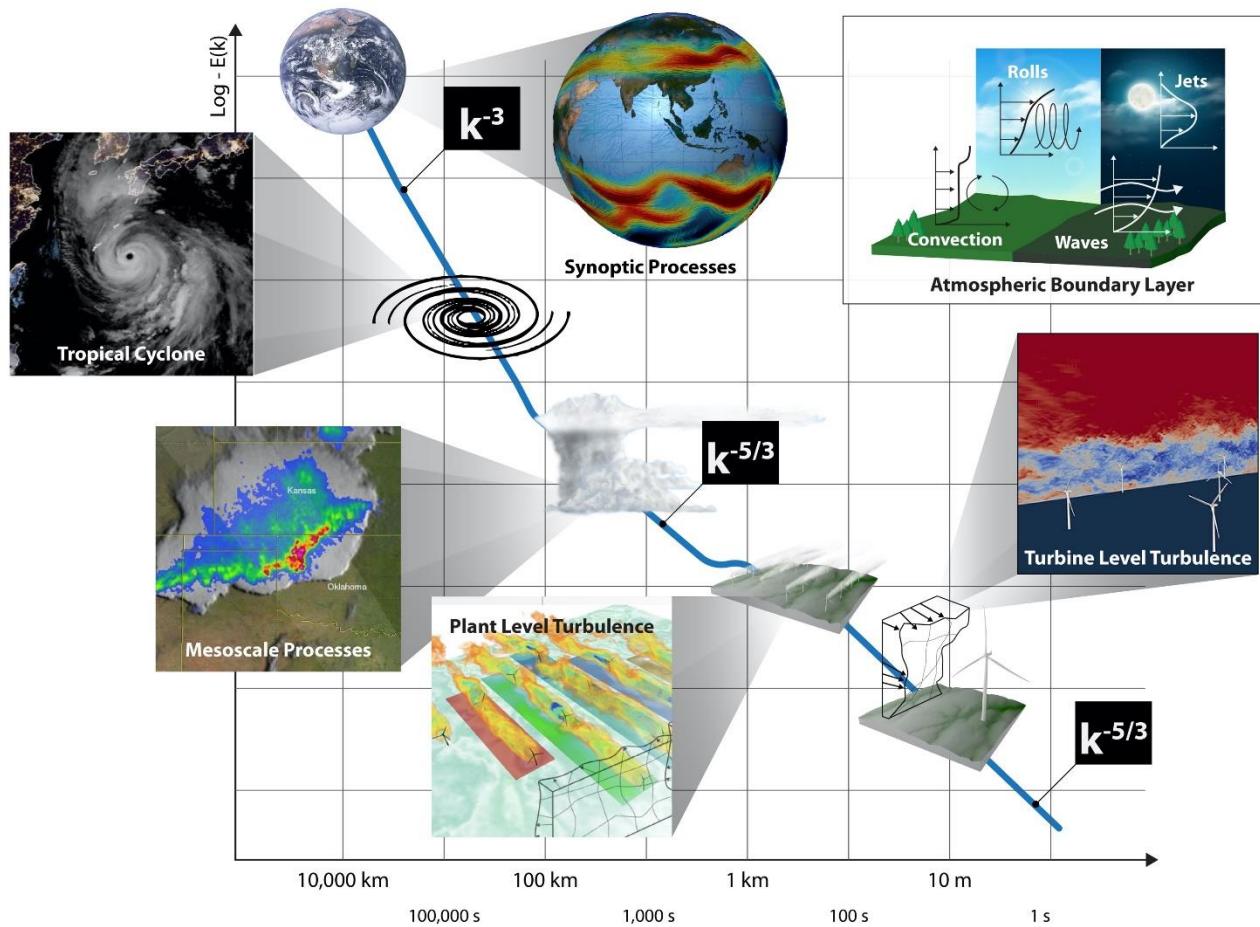 Log - E(k)
k-3
Synoptic Processes
Rolls
Jets
Convection
Waves
Atmospheric Boundary Layer
Tropical Cyclone
k-5/3
Kansas
Oklahoma
Mesoscale Processes
Turbine Level Turbulence
Plant Level Turbulence
k-5/3
10,000 km 100 km 1 km 10 m
100,000 s 1,000 s 100 s 1 s